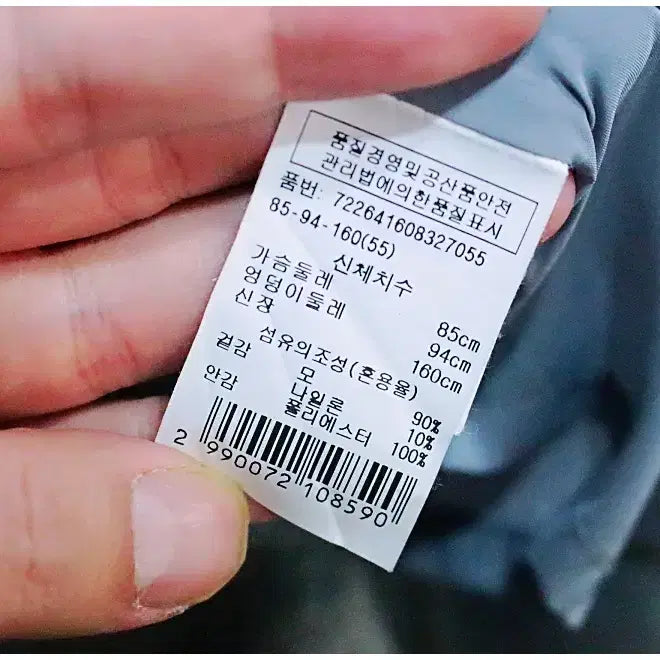 품질경영및공산품안전
관리법에의한품질표시
품번: 722641608327055
85-94-160(55)
신체치수
가슴둘레 85cm
엉덩이둘레 94cm
신장 160cm
섬유의조성(혼용율)
겉감 모 90%
나일론 10%
안감 폴리에스터 100%
2 990072 108590